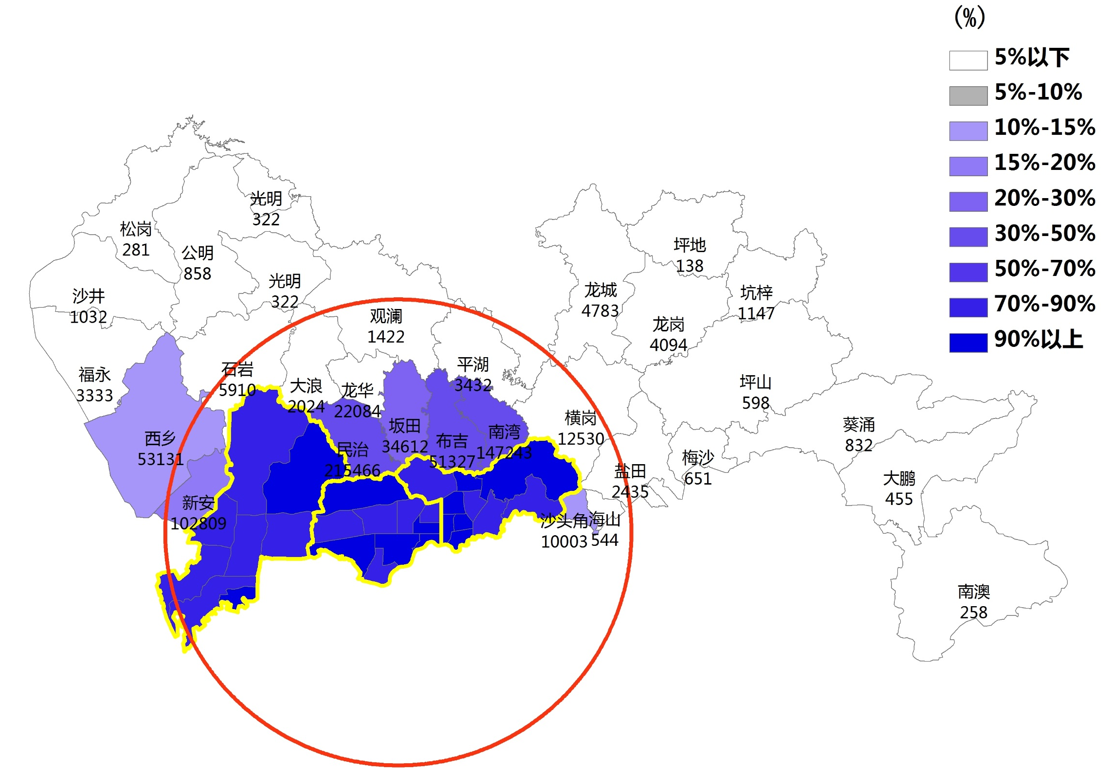 (%)
5%以下
5%-10%
10%-15%
15%-20%
20%-30%
30%-50%
50%-70%
70%-90%
90%以上
光明
322
松岗
281
公明
858
光明
322
沙井
1032
观澜
1422
福永
3333
石岩
5910
大浪
2024
龙华
22084
平湖
3432
坂田
34612
布吉
51327
南湾
147243
民治
215466
西乡
53131
新安
102809
横岗
12530
盐田
2435
沙头角
10003
海山
544
梅沙
651
龙城
4783
坪地
138
龙岗
4094
坑梓
1147
坪山
598
葵涌
832
大鹏
455
南澳
258